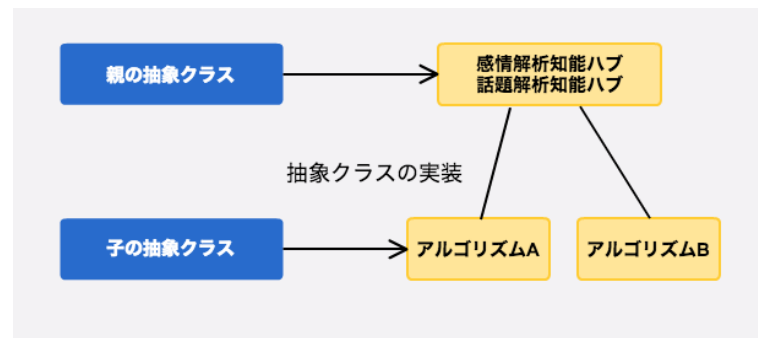 親の抽象クラス
感情解析知能ハブ
話題解析知能ハブ
抽象クラスの実装
子の抽象クラス
アルゴリズムA
アルゴリズムB